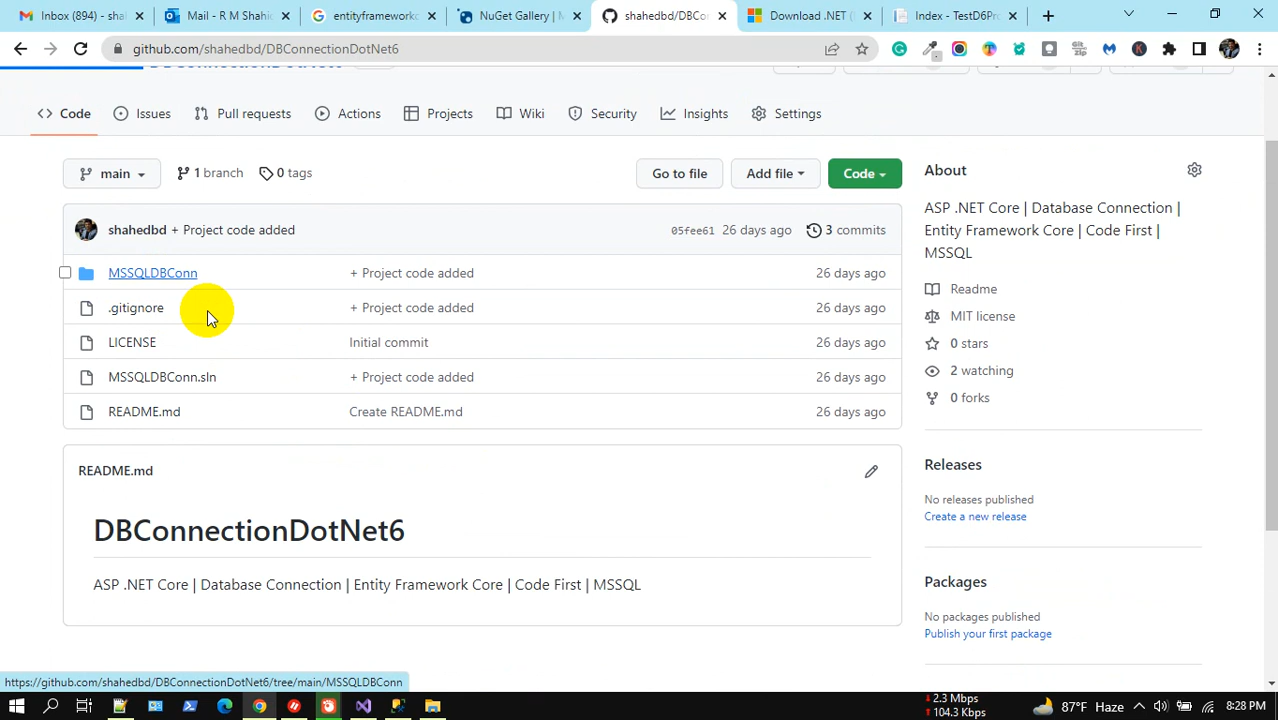 Inbox (894) - shahed
Mail - R M Shahid
entityframeworkc
NuGet Gallery | M
shahedbd/DBCon
Download .NET (
Index - TestD6Pro
github.com/shahedbd/DBConnectionDotNet6
Code
Issues
Pull requests
Actions
Projects
Wiki
Security
Insights
Settings
main
1 branch
0 tags
Go to file
Add file
Code
shahedbd + Project code added
05fee61 26 days ago
3 commits
MSSQLDBConn
+ Project code added
26 days ago
.gitignore
+ Project code added
26 days ago
LICENSE
Initial commit
26 days ago
MSSQLDBConn.sln
+ Project code added
26 days ago
README.md
Create README.md
26 days ago
README.md
DBConnectionDotNet6
ASP .NET Core | Database Connection | Entity Framework Core | Code First | MSSQL
About
ASP .NET Core | Database Connection |
Entity Framework Core | Code First |
MSSQL
Readme
MIT license
0 stars
2 watching
0 forks
Releases
No releases published
Create a new release
Packages
No packages published
Publish your first package
https://github.com/shahedbd/DBConnectionDotNet6/tree/main/MSSQLDBConn
2.3 Mbps
104.3 Kbps
87°F Haze
8:28 PM